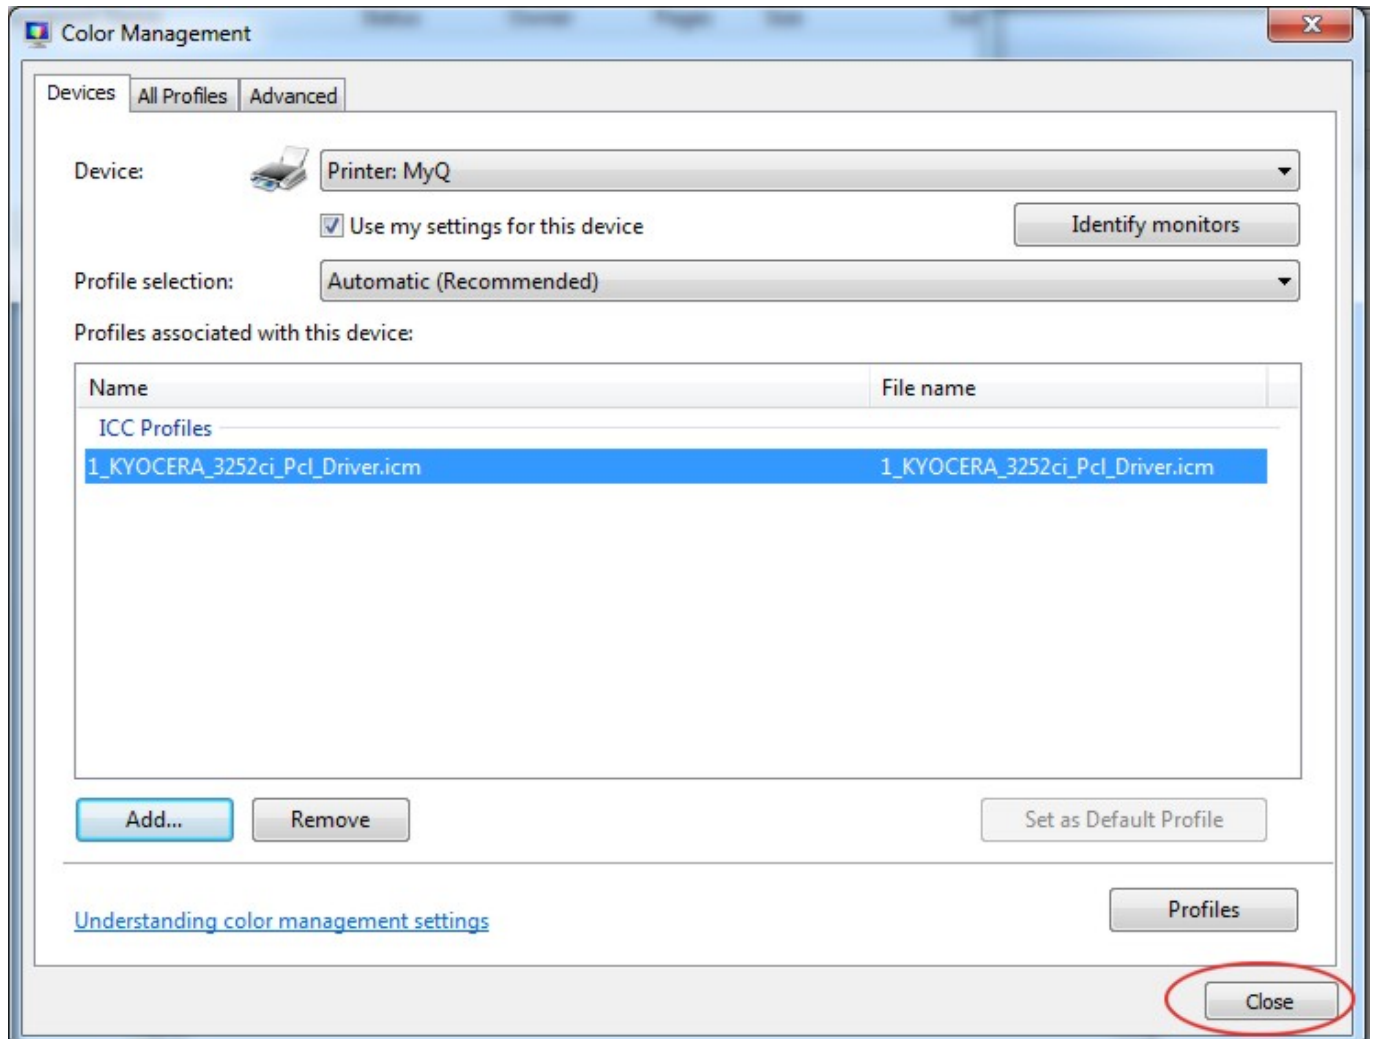 Color Management
Devices All Profiles Advanced
Device: Printer: MyQ
Use my settings for this device Identify monitors
Profile selection: Automatic (Recommended)
Profiles associated with this device:
Name File name
ICC Profiles
1_KYOCERA_3252ci_Pcl_Driver.icm 1_KYOCERA_3252ci_Pcl_Driver.icm
Add... Remove Set as Default Profile
Understanding color management settings Profiles
Close